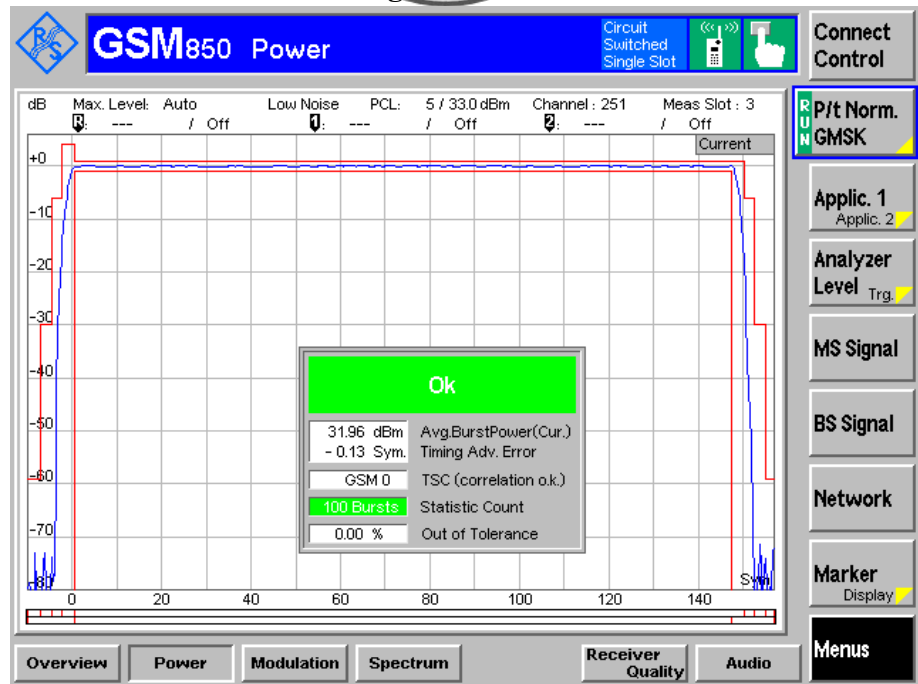 R&S
GSM850 Power
Circuit
Switched
Single Slot
Connect
Control
dB Max. Level: Auto Low Noise PCL: 5 / 33.0 dBm Channel : 251 Meas Slot : 3
R: --- / Off 1: --- / Off 2: --- / Off
RUN
P/t Norm.
GMSK
Current
+0
-10
-20
-30
-40
-50
-60
-70
-80
Sym
0 20 40 60 80 100 120 140
Ok
31.96 dBm Avg.BurstPower(Cur.)
- 0.13 Sym. Timing Adv. Error
GSM 0 TSC (correlation o.k.)
100 Bursts Statistic Count
0.00 % Out of Tolerance
Applic. 1
Applic. 2
Analyzer
Level Trg.
MS Signal
BS Signal
Network
Marker
Display
Menus
Overview Power Modulation Spectrum Receiver
Quality Audio